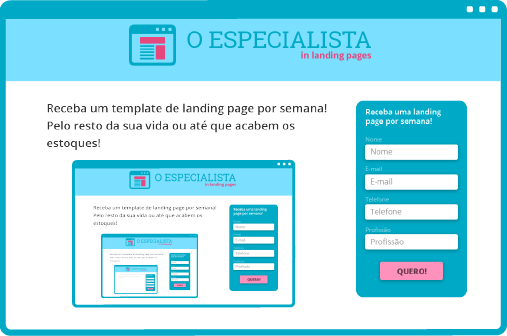 O ESPECIALISTA
in landing pages
Receba um template de landing page por semana!
Pelo resto da sua vida ou até que acabem os
estoques!
Receba uma landing
page por semana!
Nome
Nome
E-mail
E-mail
Telefone
Telefone
Profissão
Profissão
QUERO!
O ESPECIALISTA
in landing pages
Receba um template de landing page por semana!
Pelo resto da sua vida ou até que acabem os
estoques!
Receba uma landing
page por semana!
Nome
E-mail
Telefone
Profissão
QUERO!
O ESPECIALISTA